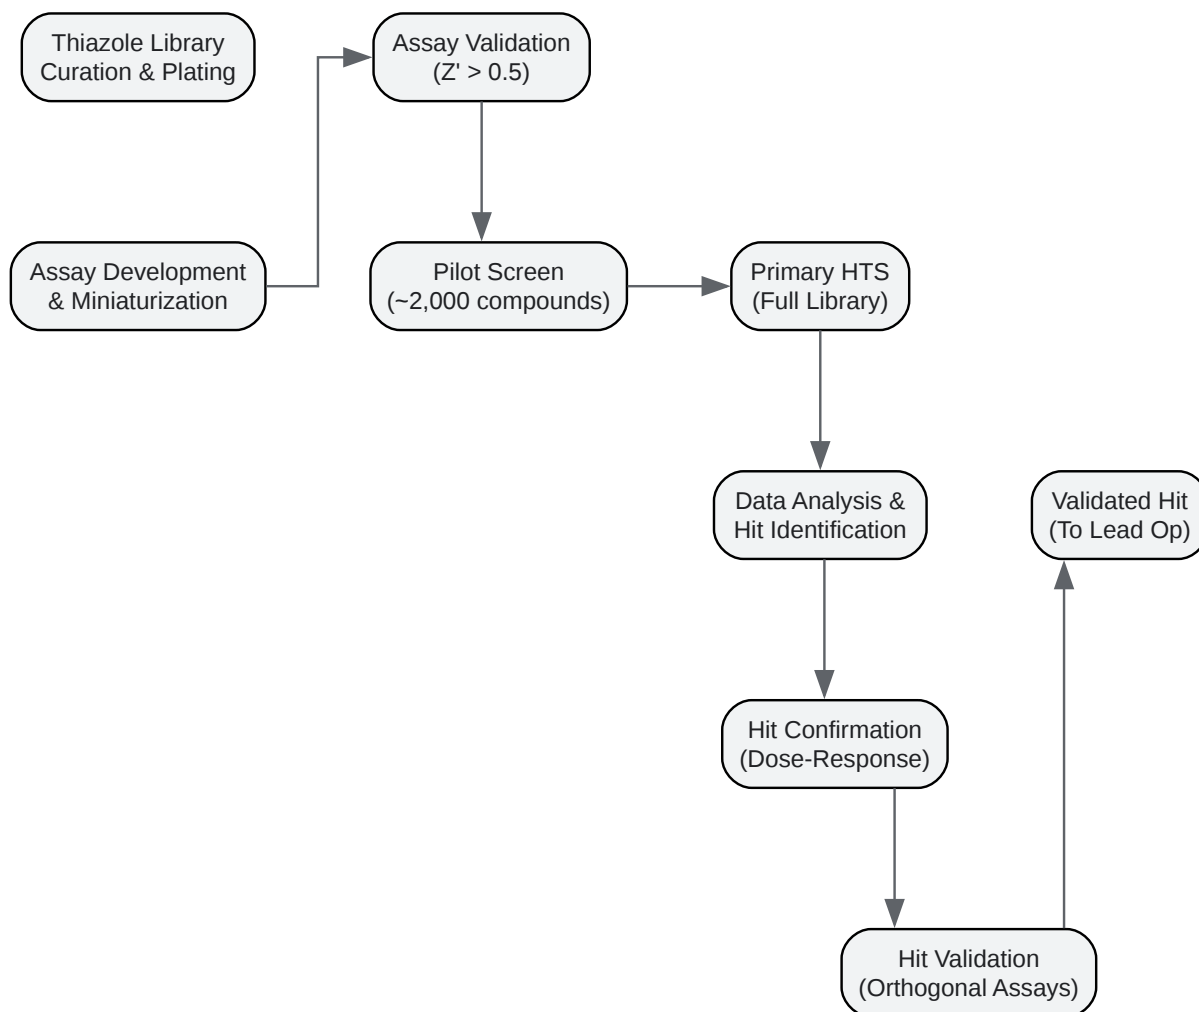 Thiazole Library
Curation & Plating
Assay Validation
(Z' > 0.5)
Assay Development
& Miniaturization
Pilot Screen
(~2,000 compounds)
Primary HTS
(Full Library)
Data Analysis &
Hit Identification
Validated Hit
(To Lead Op)
Hit Confirmation
(Dose-Response)
Hit Validation
(Orthogonal Assays)